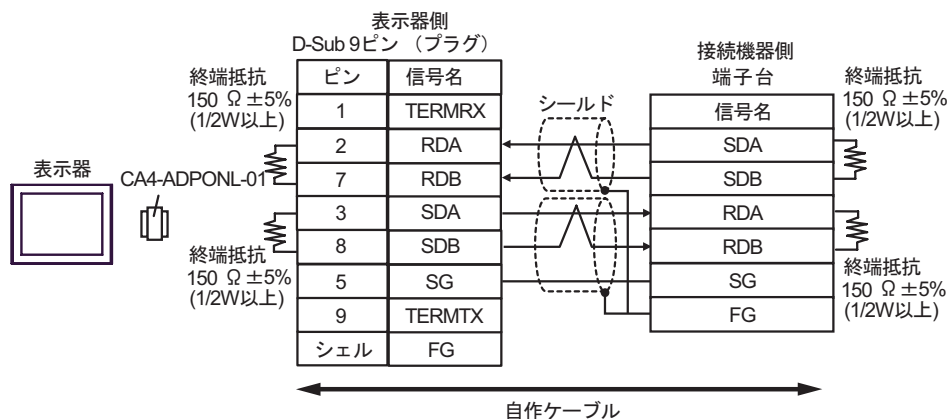 表示器側
D-Sub 9ピン （プラグ）
接続機器側
端子台
終端抵抗
150 Ω ±5%
(1/2W以上)
ピン 信号名
1 TERMRX
2 RDA
7 RDB
3 SDA
8 SDB
5 SG
9 TERMTX
シェル FG
シールド
信号名
SDA
SDB
RDA
RDB
SG
FG
終端抵抗
150 Ω ±5%
(1/2W以上)
表示器
CA4-ADPONL-01
終端抵抗
150 Ω ±5%
(1/2W以上)
終端抵抗
150 Ω ±5%
(1/2W以上)
自作ケーブル